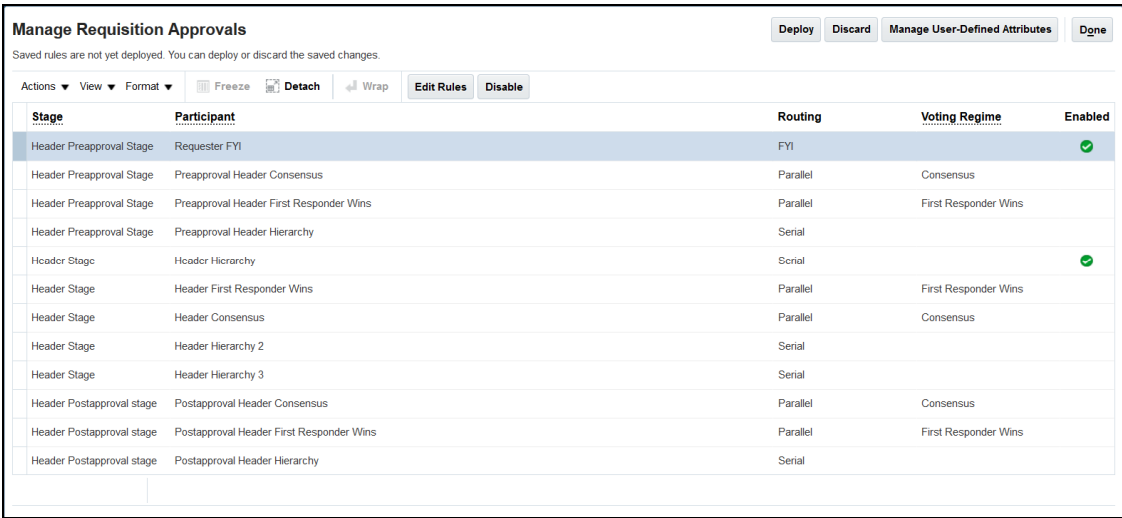 Manage Requisition Approvals Deploy Discard Manage User-Defined Attributes Done
Saved rules are not yet deployed. You can deploy or discard the saved changes.
Actions View Format Freeze Detach Wrap Edit Rules Disable
Stage Participant Routing Voting Regime Enabled
Header Preapproval Stage Requester FYI FYI
Header Preapproval Stage Preapproval Header Consensus Parallel Consensus
Header Preapproval Stage Preapproval Header First Responder Wins Parallel First Responder Wins
Header Preapproval Stage Preapproval Header Hierarchy Serial
Header Stage Header Hierarchy Serial
Header Stage Header First Responder Wins Parallel First Responder Wins
Header Stage Header Consensus Parallel Consensus
Header Stage Header Hierarchy 2 Serial
Header Stage Header Hierarchy 3 Serial
Header Postapproval stage Postapproval Header Consensus Parallel Consensus
Header Postapproval stage Postapproval Header First Responder Wins Parallel First Responder Wins
Header Postapproval stage Postapproval Header Hierarchy Serial